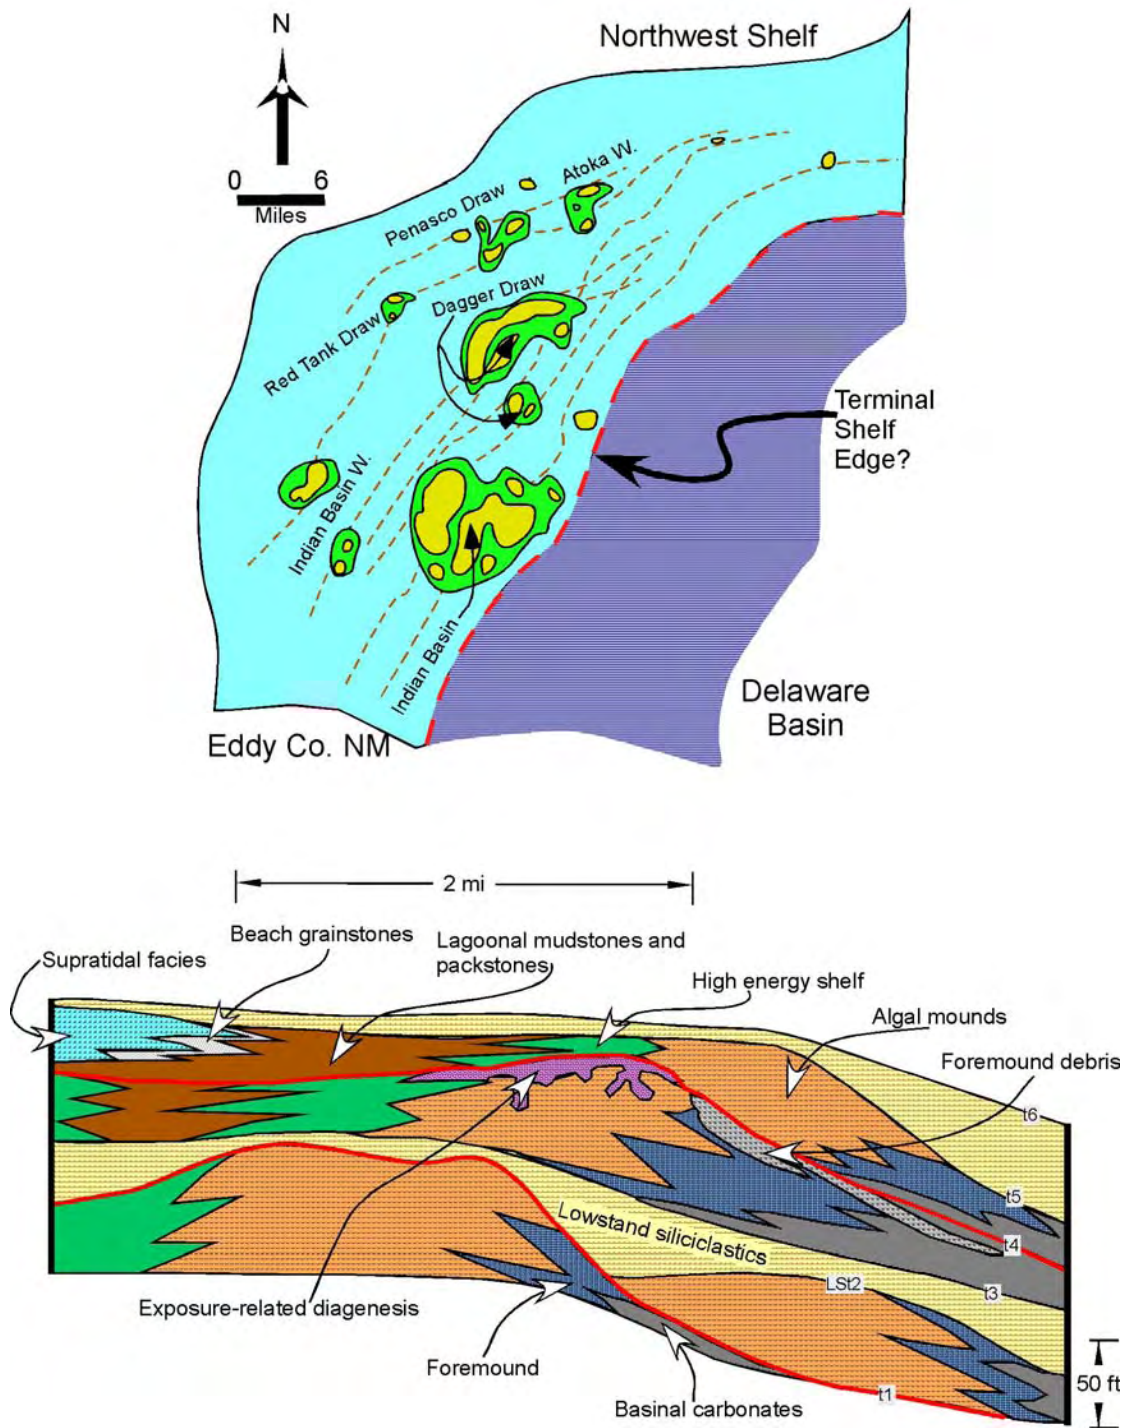 Northwest Shelf
N
0 6
Miles
Atoka W.
Penasco Draw
Dagger Draw
Red Tank Draw
Terminal
Shelf
Edge?
Indian Basin W.
Indian Basin
Delaware
Basin
Eddy Co. NM
2 mi
Beach grainstones
Lagoonal mudstones and
packstones
Supratidal facies
High energy shelf
Algal mounds
Foremound debris
t6
t5
t4
Lowstand siliciclastics
LSt2
t3
Exposure-related diagenesis
Foremound
50 ft
t1
Basinal carbonates